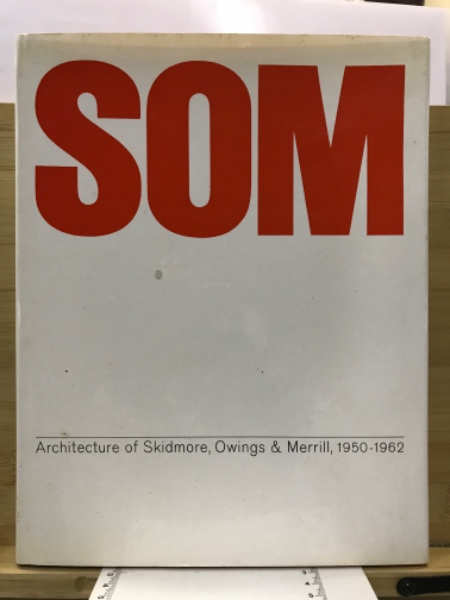 SOM
Architecture of Skidmore, Owings & Merrill, 1950-1962